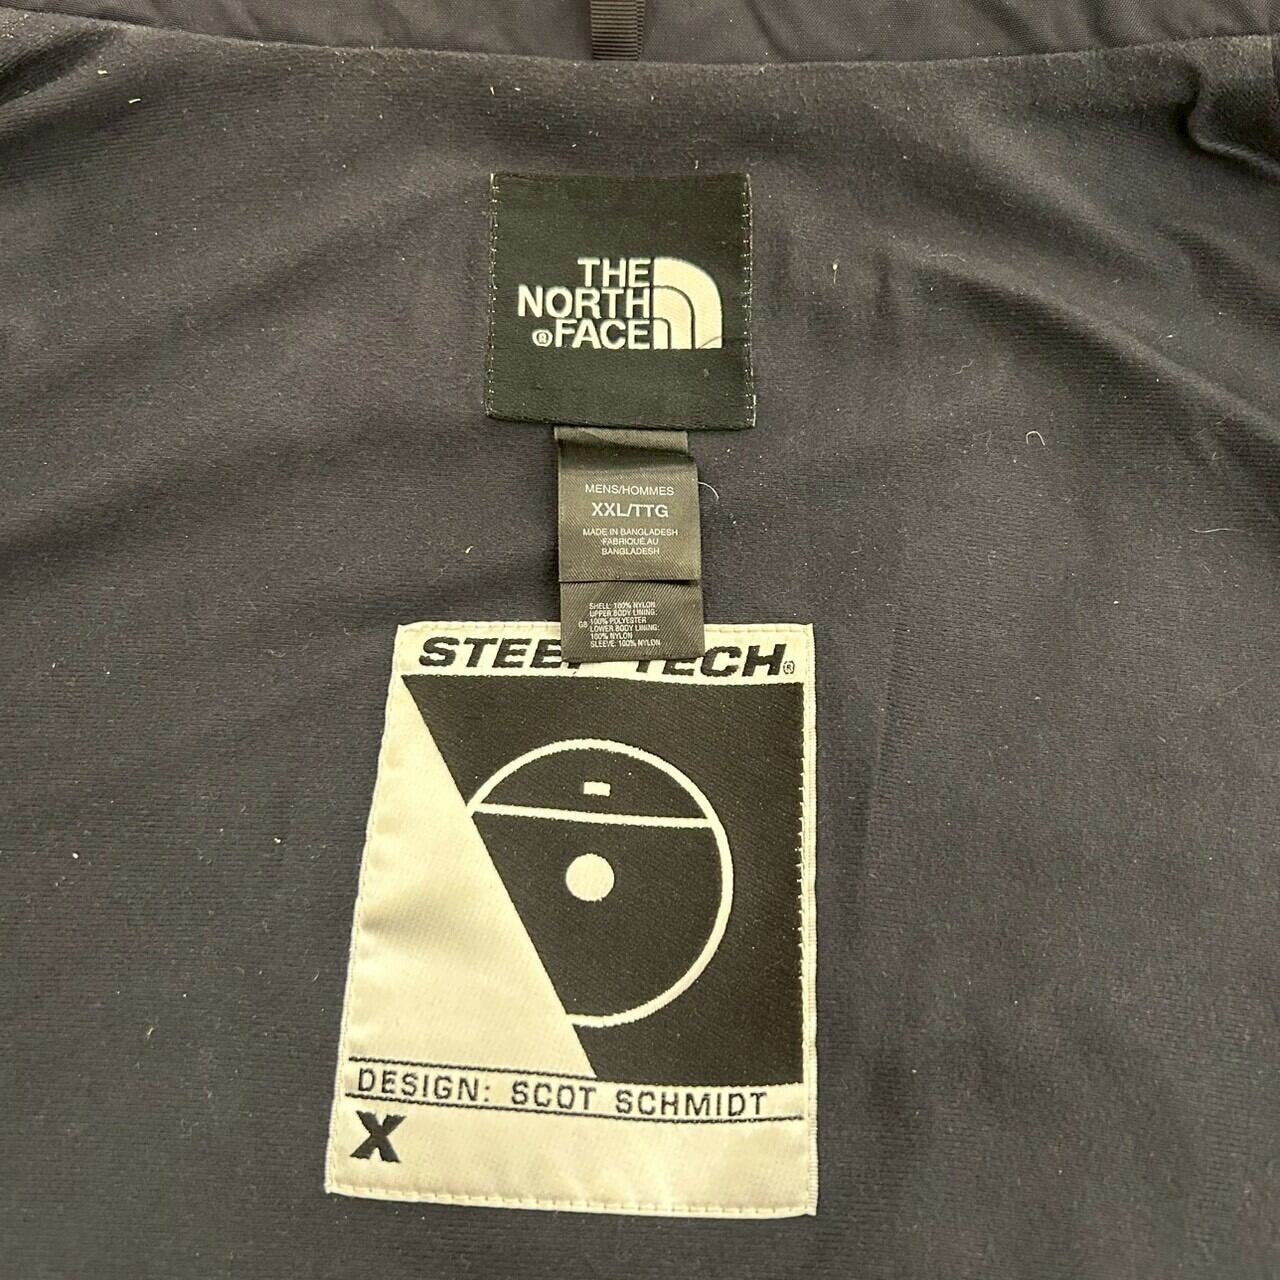 THE
NORTH
®FACE
MENS/HOMMES
XXL/TTG
MADE IN BANGLADESH
FABRIQUÉ AU
BANGLADESH
SHELL: 100% NYLON
UPPER BODY LINING:
GB 100% POLYESTER
LOWER BODY LINING:
100% NYLON
SLEEVE: 100% NYLON
STEEP TECH®
DESIGN: SCOT SCHMIDT
X